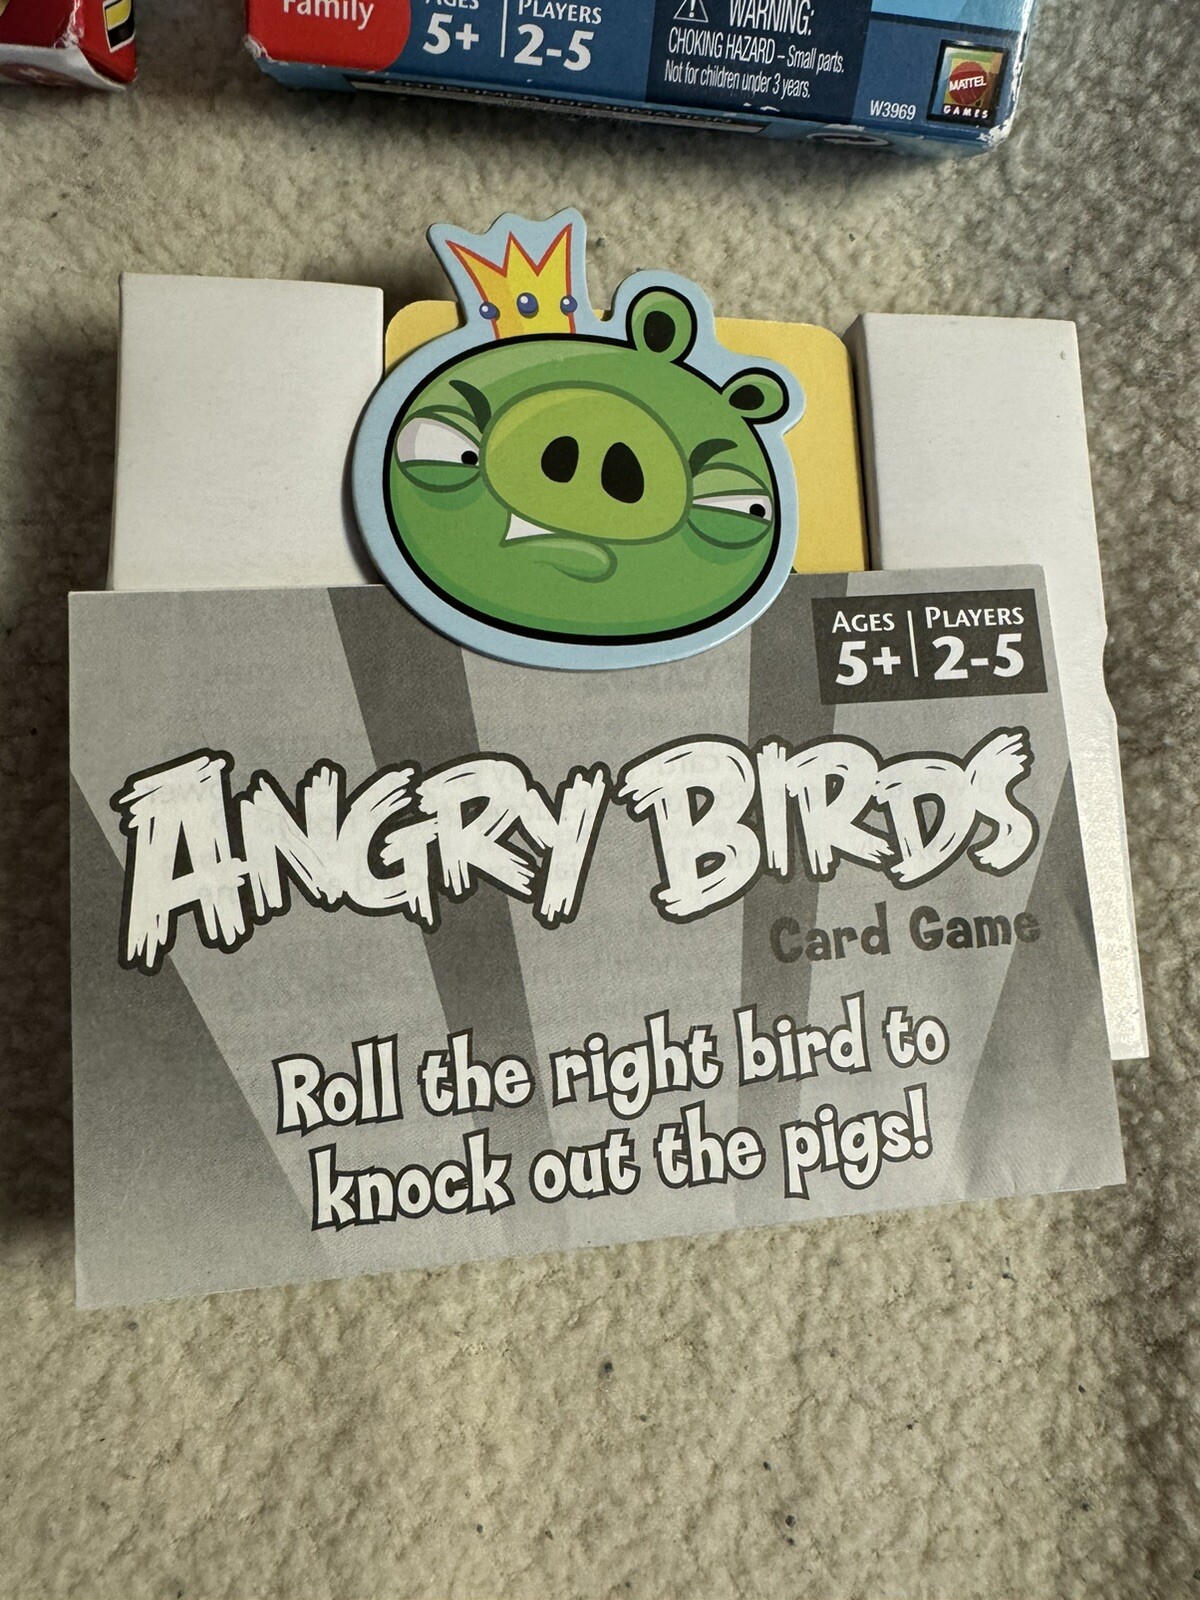 Family
AGES 5+ | PLAYERS 2-5
WARNING:
CHOKING HAZARD – Small parts.
Not for children under 3 years.
W3969
MATTEL
GAMES
CONSUMER INFORMATION
AGES 5+ | PLAYERS 2-5
ANGRY BIRDS
Card Game
Roll the right bird to
knock out the pigs!